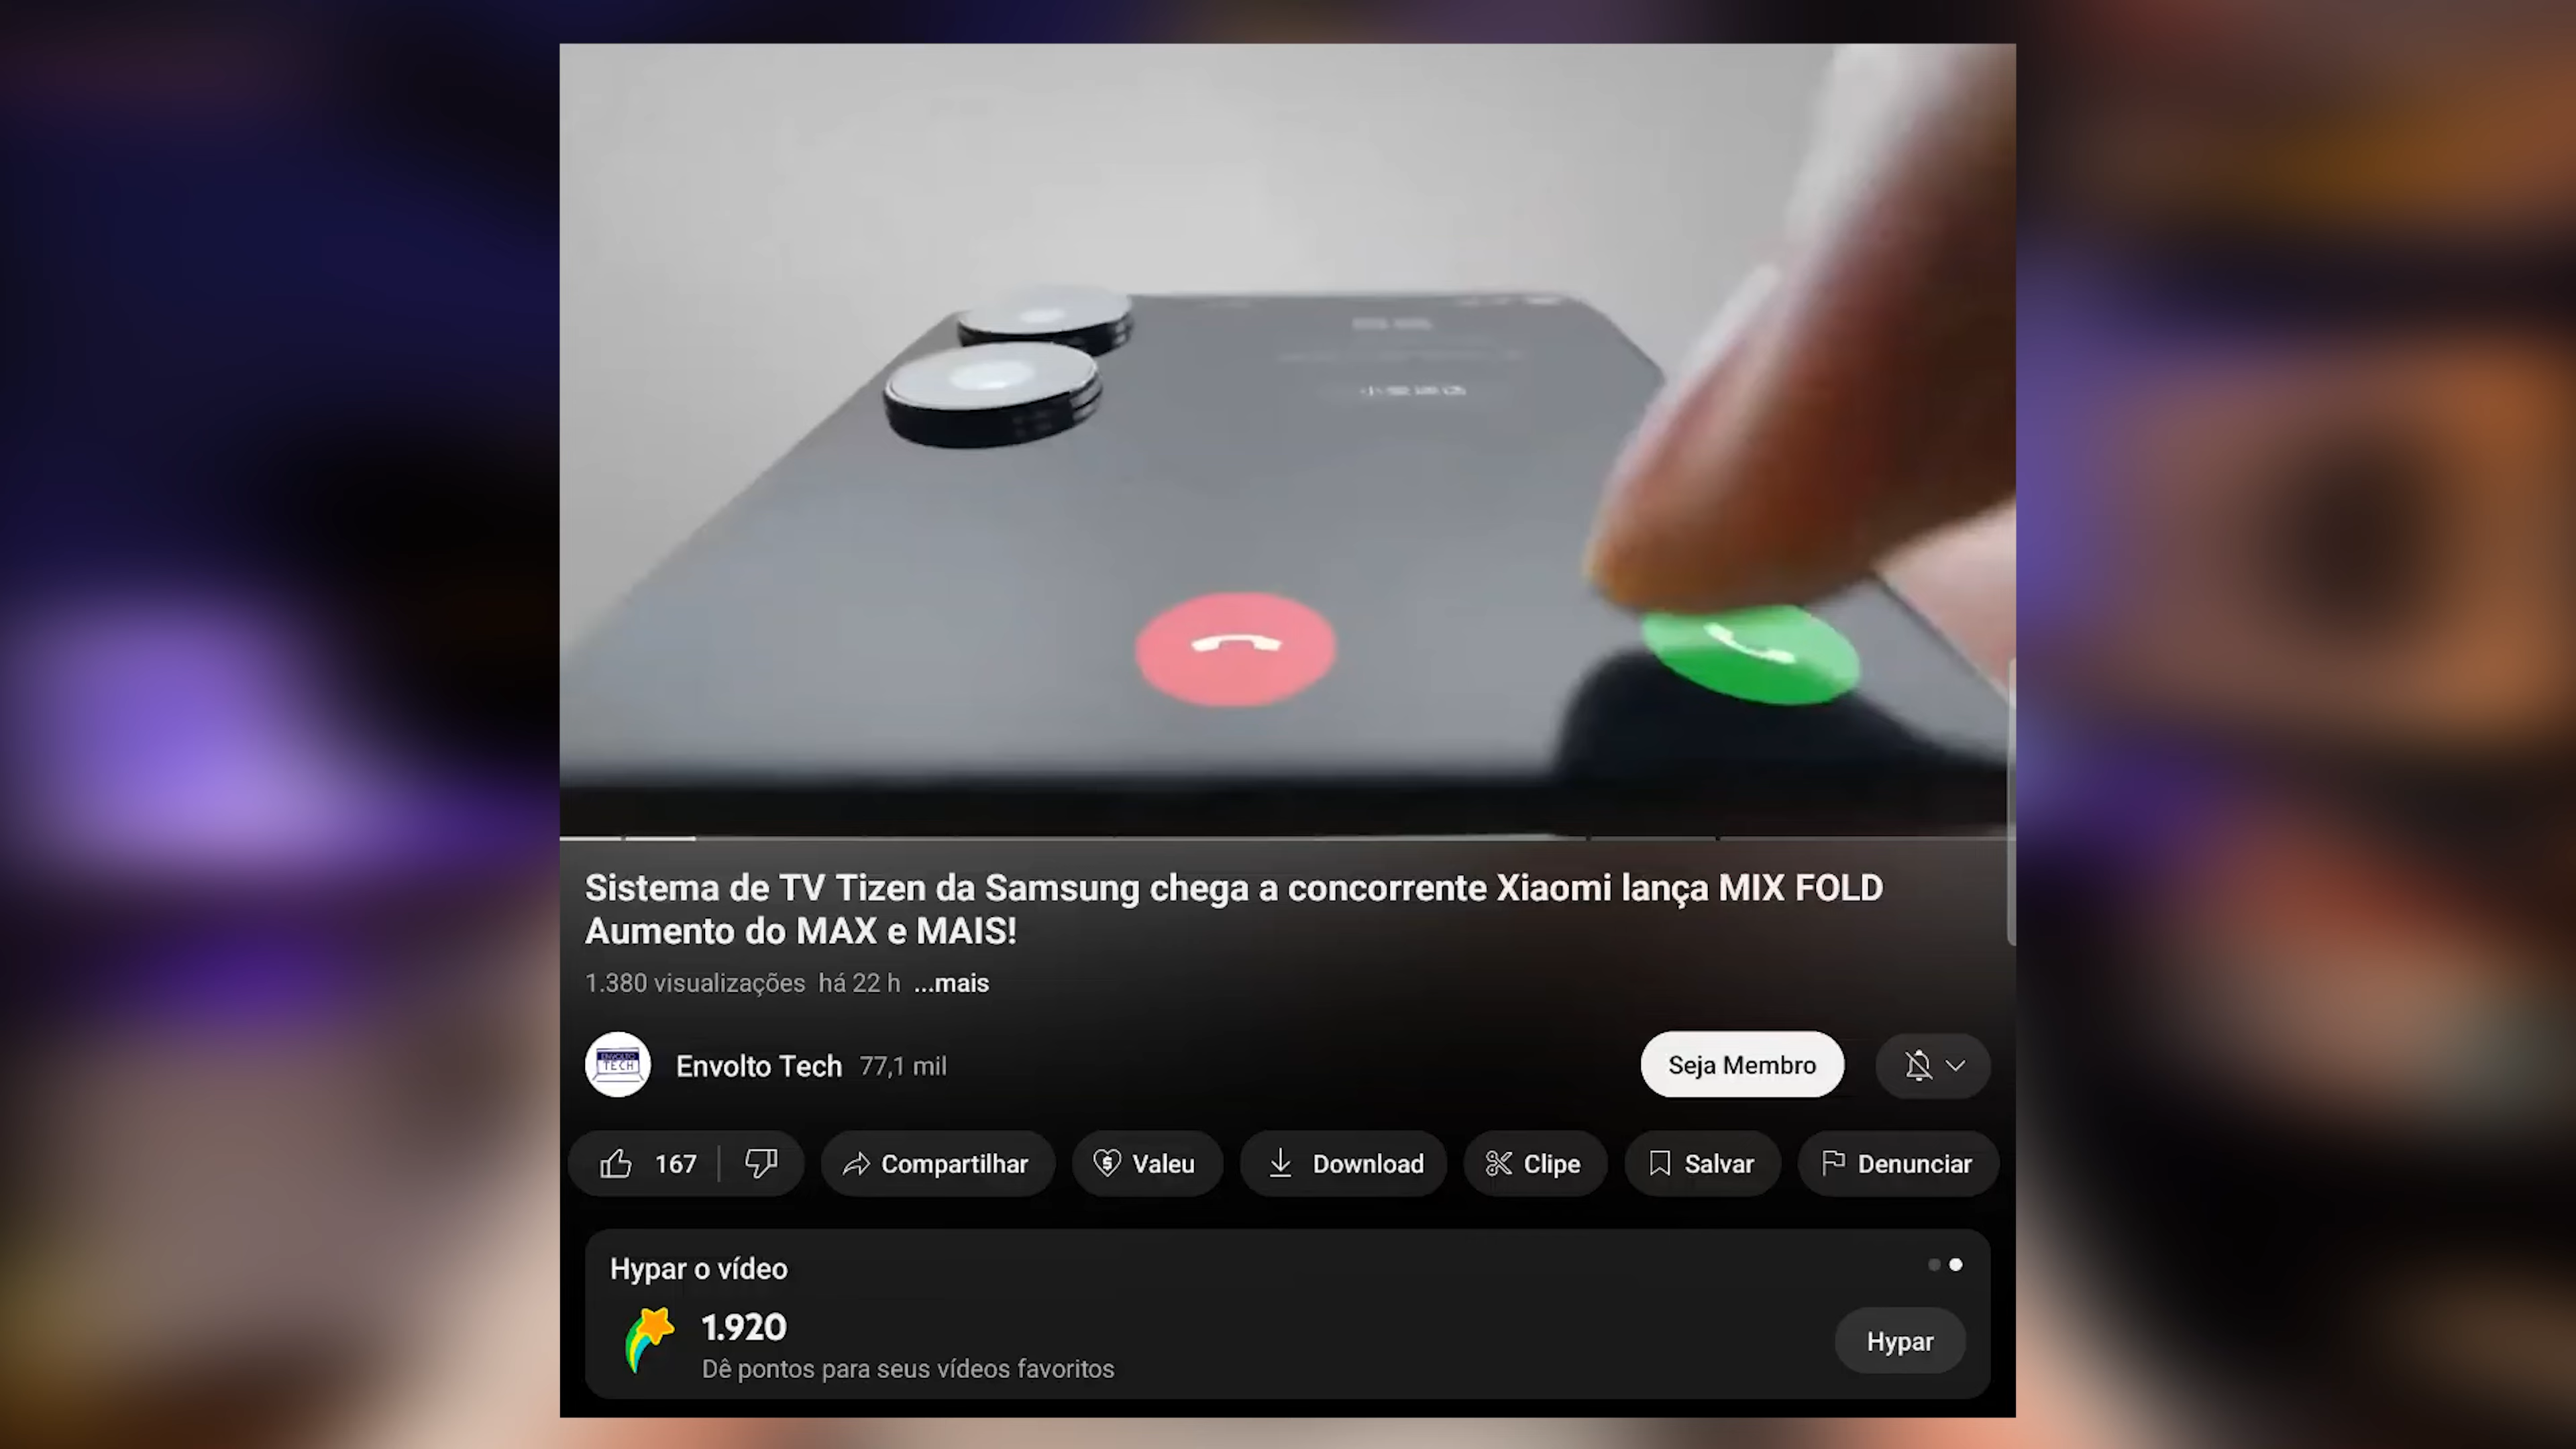 Sistema de TV Tizen da Samsung chega a concorrente Xiaomi lança MIX FOLD
Aumento do MAX e MAIS!
1.380 visualizações há 22 h ...mais
ENVOLTO
TECH
Envolto Tech 77,1 mil
Seja Membro
167
Compartilhar
Valeu
Download
Clipe
Salvar
Denunciar
Hypar o vídeo
1.920
Dê pontos para seus vídeos favoritos
Hypar